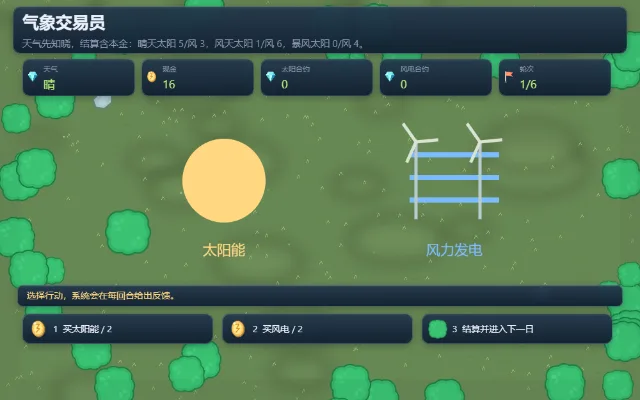 气象交易员
天气先知晓，结算含本金：晴天太阳 5/风 3，风天太阳 1/风 6，暴风太阳 0/风 4。
天气
晴
现金
16
太阳合约
0
风电合约
0
轮次
1/6
太阳能
风力发电
选择行动，系统会在每回合给出反馈。
1 买太阳能 / 2
2 买风电 / 2
3 结算并进入下一日